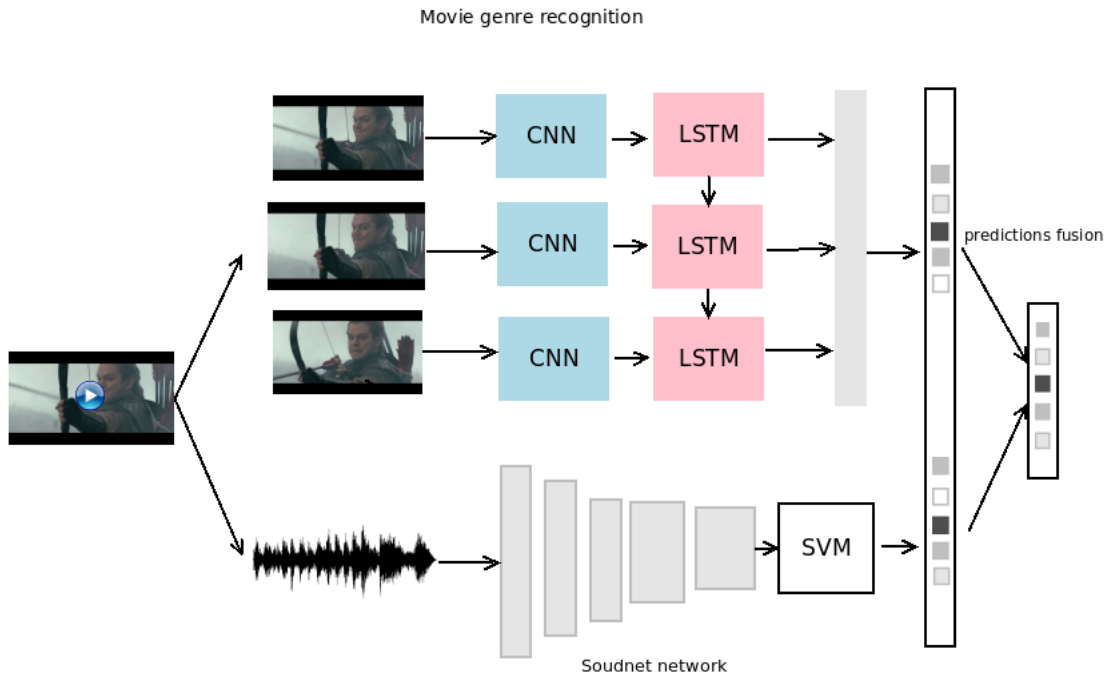 Movie genre recognition
CNN
LSTM
CNN
LSTM
predictions fusion
CNN
LSTM
SVM
Soudnet network